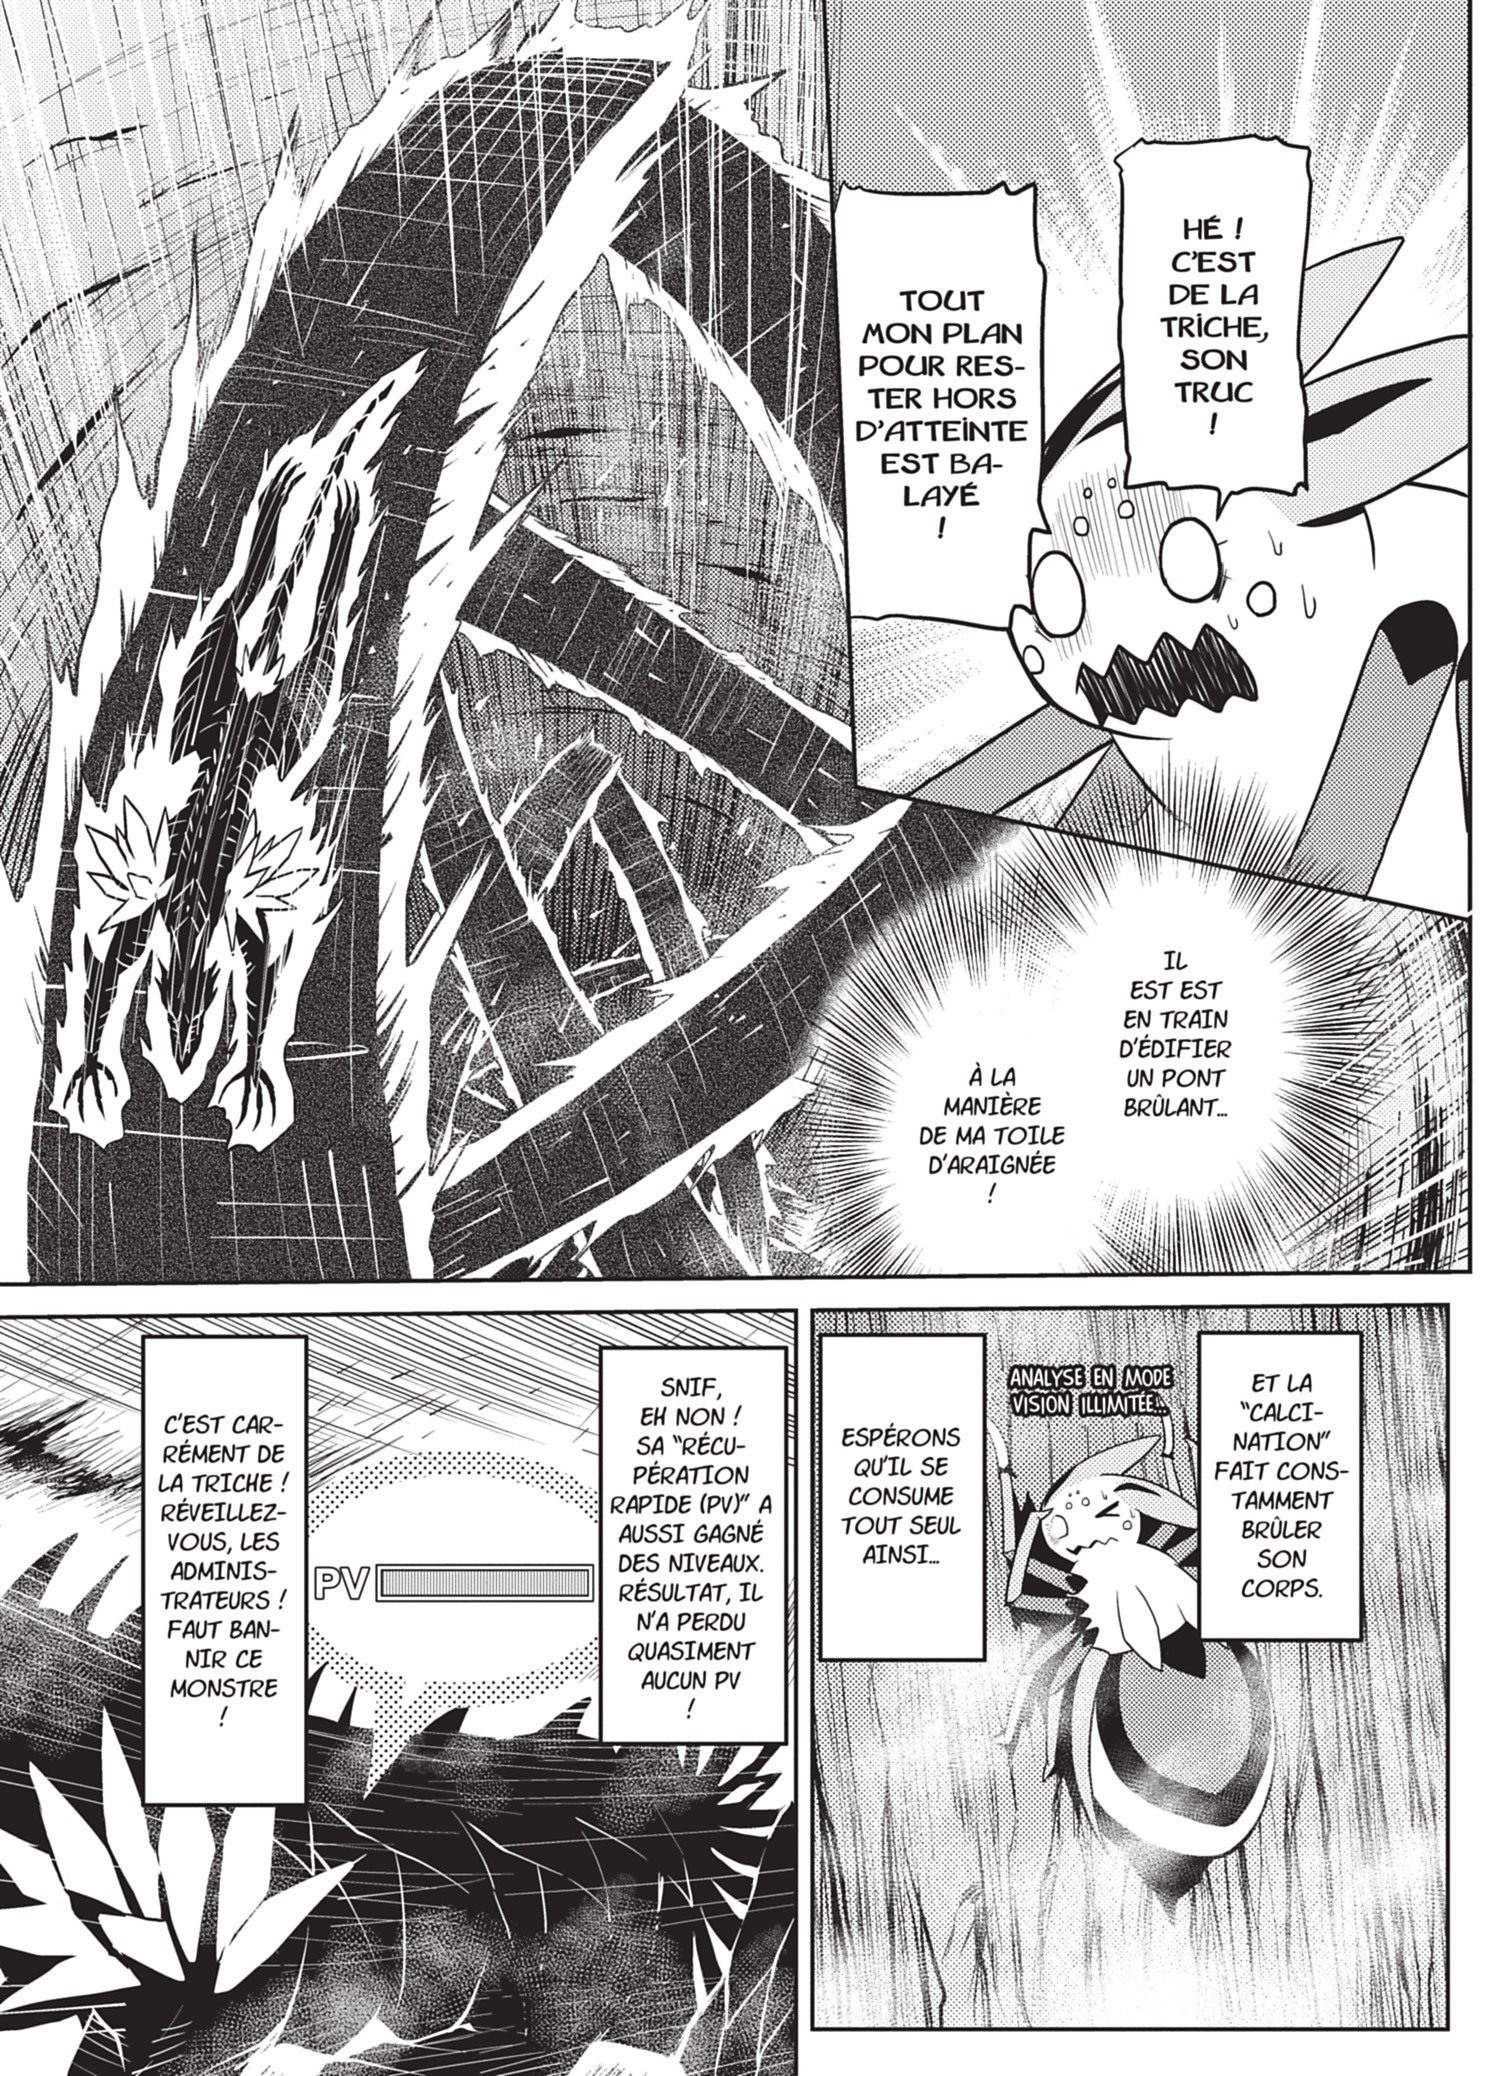 HÉ !
C'EST
DE LA
TRICHE,
SON
TRUC
!
TOUT
MON PLAN
POUR RES-
TER HORS
D'ATTEINTE
EST BA-
LAYÉ
!
IL
EST EST
EN TRAIN
D'ÉDIFIER
UN PONT
BRÛLANT...
À LA
MANIÈRE
DE MA TOILE
D'ARAIGNÉE
!
ET LA
"CALCI-
NATION"
FAIT CONS-
TAMMENT
BRÛLER
SON
CORPS.
ANALYSE EN MODE
VISION ILLIMITÉE...
ESPÉRONS
QU'IL SE
CONSUME
TOUT SEUL
AINSI...
SNIF,
EH NON !
SA "RÉCU-
PÉRATION
RAPIDE (PV)" A
AUSSI GAGNÉ
DES NIVEAUX.
RÉSULTAT, IL
N'A PERDU
QUASIMENT
AUCUN PV
!
PV
C'EST CAR-
RÉMENT DE
LA TRICHE !
RÉVEILLEZ-
VOUS, LES
ADMINIS-
TRATEURS !
FAUT BAN-
NIR CE
MONSTRE
!